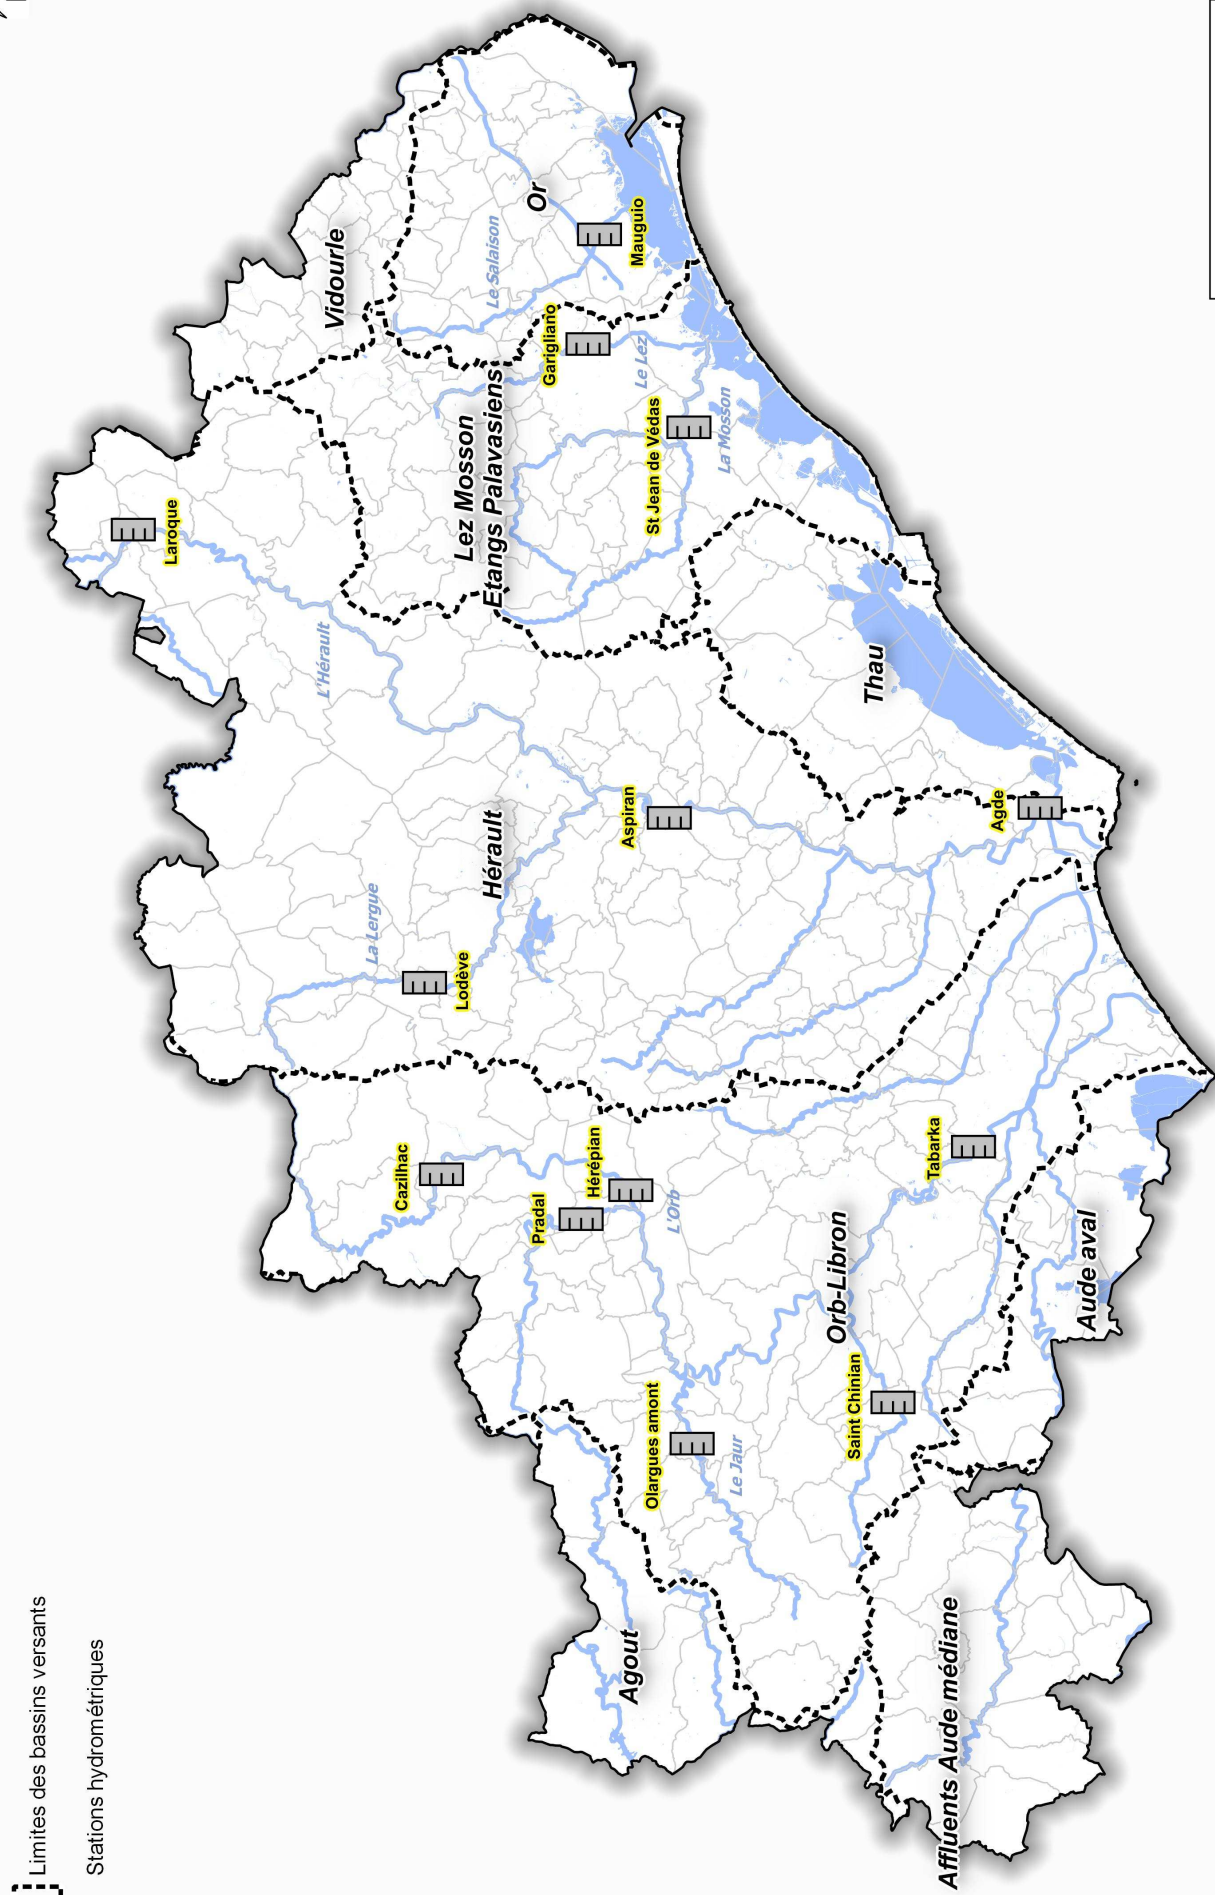 Limites des bassins versants
Stations hydrométriques
Laroque
Vidourle
L'Hérault
Le Salaison
Or
Mauguio
Garigliano
Lez Mosson
Etangs Palavasiens
Le Lez
St Jean de Védas
La Mosson
La Lergue
Lodève
Hérault
Aspiran
Thau
Agde
Cazilhac
Pradal
Hérépian
L'Orb
Tabarka
Orb-Libron
Olargues amont
Le Jaur
Saint Chinian
Aude aval
Agout
Affluents Aude médiane